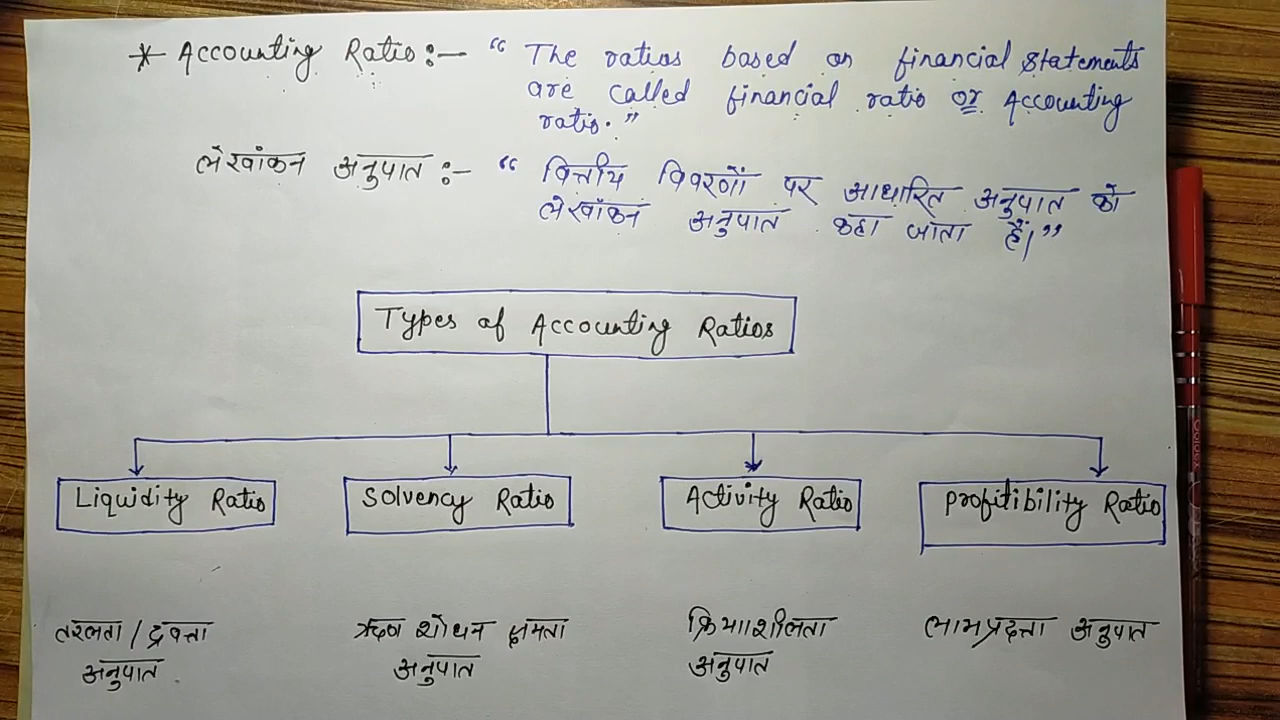 * Accounting Ratio :- " The ratios based on financial statements
are called financial ratio or Accounting
ratio. "
लेखांकन अनुपात :- " वित्तीय विवरणों पर आधारित अनुपात को
लेखांकन अनुपात कहा जाता हैं। "
Types of Accounting Ratios
Liquidity Ratio
Solvency Ratio
Activity Ratio
Profitibility Ratio
तरलता / द्रवता
अनुपात
ऋण शोधन क्षमता
अनुपात
क्रियाशीलता
अनुपात
लाभप्रदत्ता अनुपात